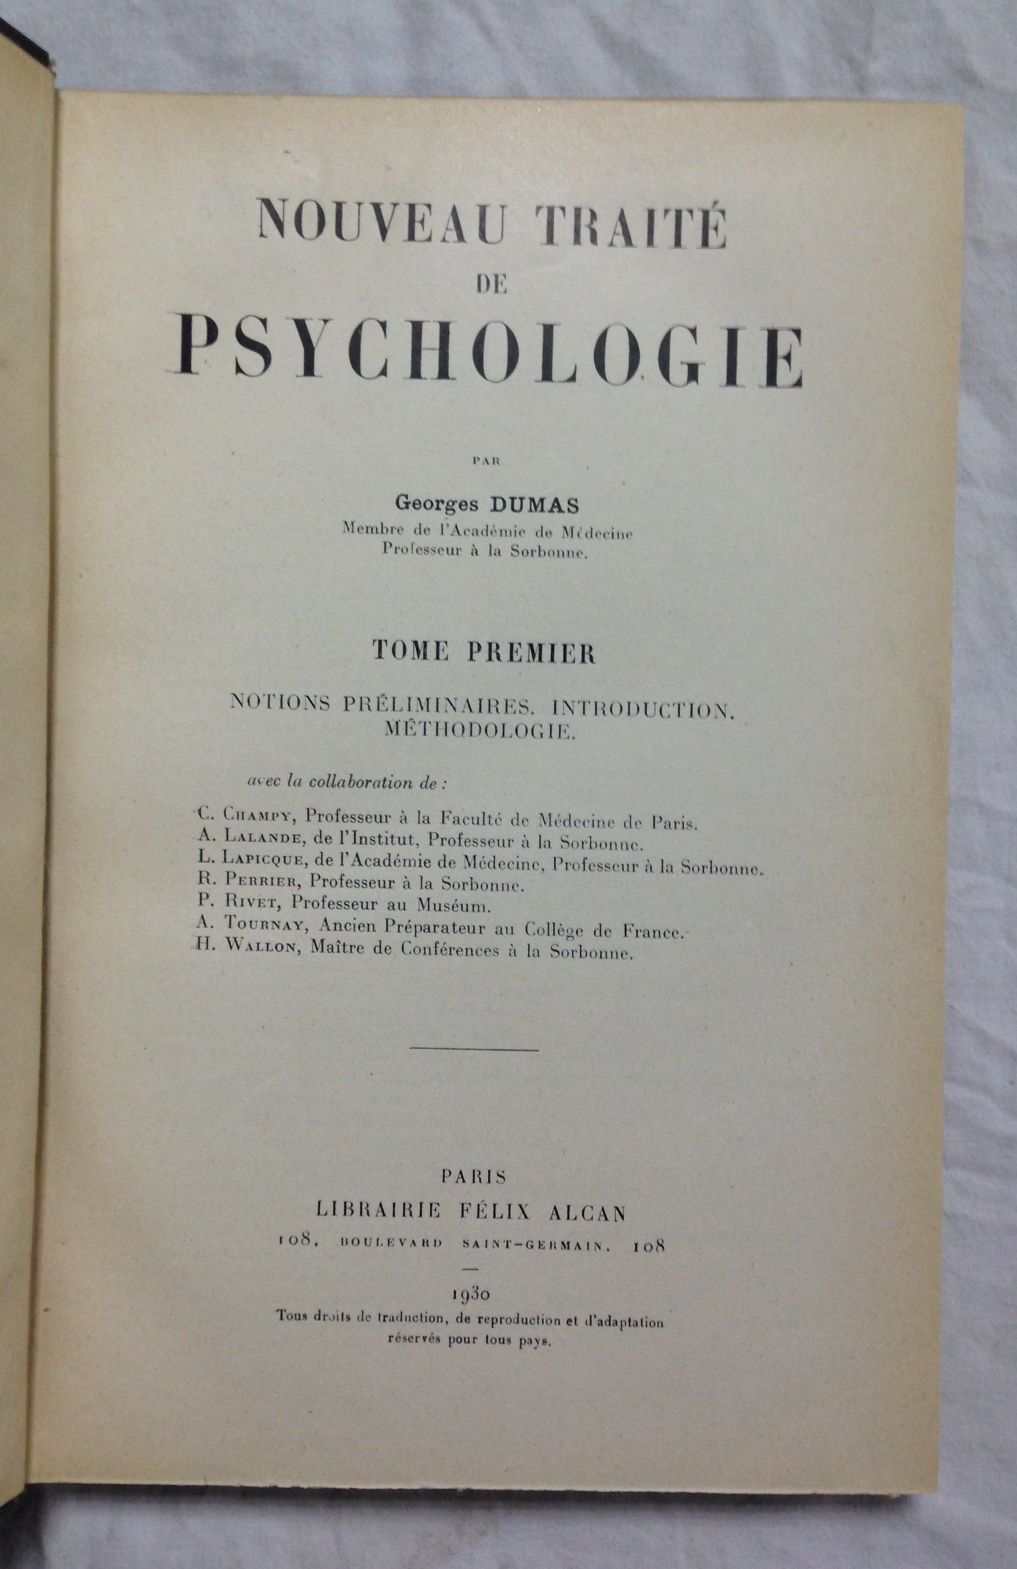 NOUVEAU TRAITÉ
DE
PSYCHOLOGIE
PAR
Georges DUMAS
Membre de l'Académie de Médecine
Professeur à la Sorbonne.
TOME PREMIER
NOTIONS PRÉLIMINAIRES. INTRODUCTION.
MÉTHODOLOGIE.
avec la collaboration de :
C. CHAMPY, Professeur à la Faculté de Médecine de Paris.
A. LALANDE, de l'Institut, Professeur à la Sorbonne.
L. LAPICQUE, de l'Académie de Médecine, Professeur à la Sorbonne.
R. PERRIER, Professeur à la Sorbonne.
P. RIVET, Professeur au Muséum.
A. TOURNAY, Ancien Préparateur au Collège de France.
H. WALLON, Maître de Conférences à la Sorbonne.
PARIS
LIBRAIRIE FÉLIX ALCAN
108, BOULEVARD SAINT-GERMAIN, 108
1930
Tous droits de traduction, de reproduction et d'adaptation
réservés pour tous pays.